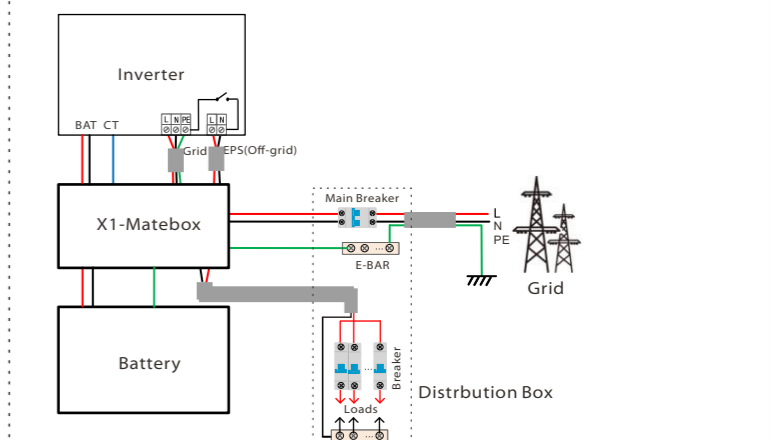 Inverter
BAT CT
L N PE
L N
Grid
EPS(Off-grid)
X1-Matebox
Main Breaker
L
N
PE
E-BAR
Grid
Battery
Breaker
Distrbution Box
Loads